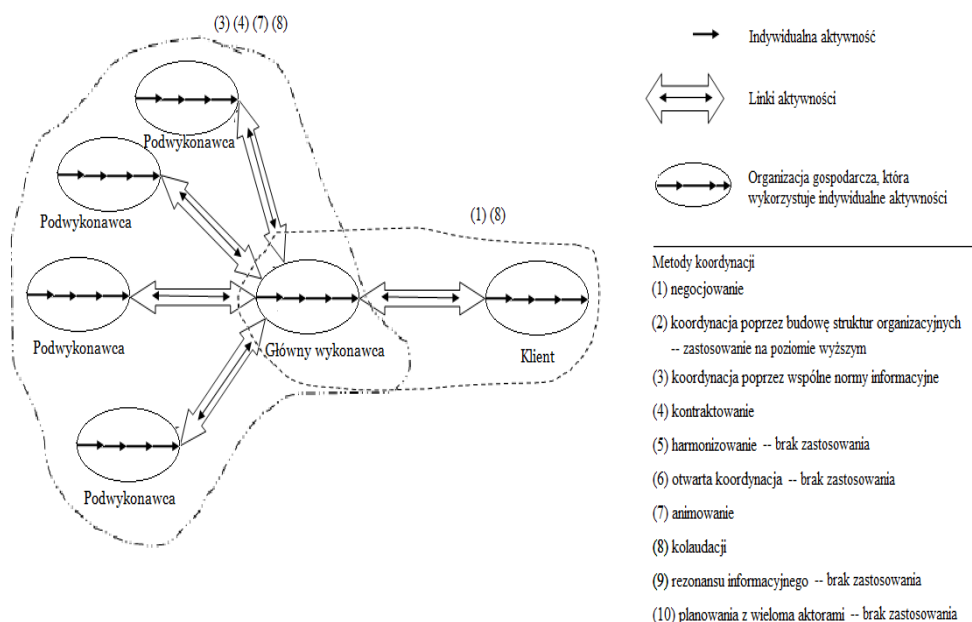 (3) (4) (7) (8)
Podwykonawca
Podwykonawca
Podwykonawca
Podwykonawca
(1) (8)
Główny wykonawca
Klient
Indywidualna aktywność
Linki aktywności
Organizacja gospodarcza, która
wykorzystuje indywidualne aktywności
Metody koordynacji
(1) negocjowanie
(2) koordynacja poprzez budowę struktur organizacyjnych
-- zastosowanie na poziomie wyższym
(3) koordynacja poprzez wspólne normy informacyjne
(4) kontraktowanie
(5) harmonizowanie -- brak zastosowania
(6) otwarta koordynacja -- brak zastosowania
(7) animowanie
(8) kolaudacji
(9) rezonansu informacyjnego -- brak zastosowania
(10) planowania z wieloma aktorami -- brak zastosowania